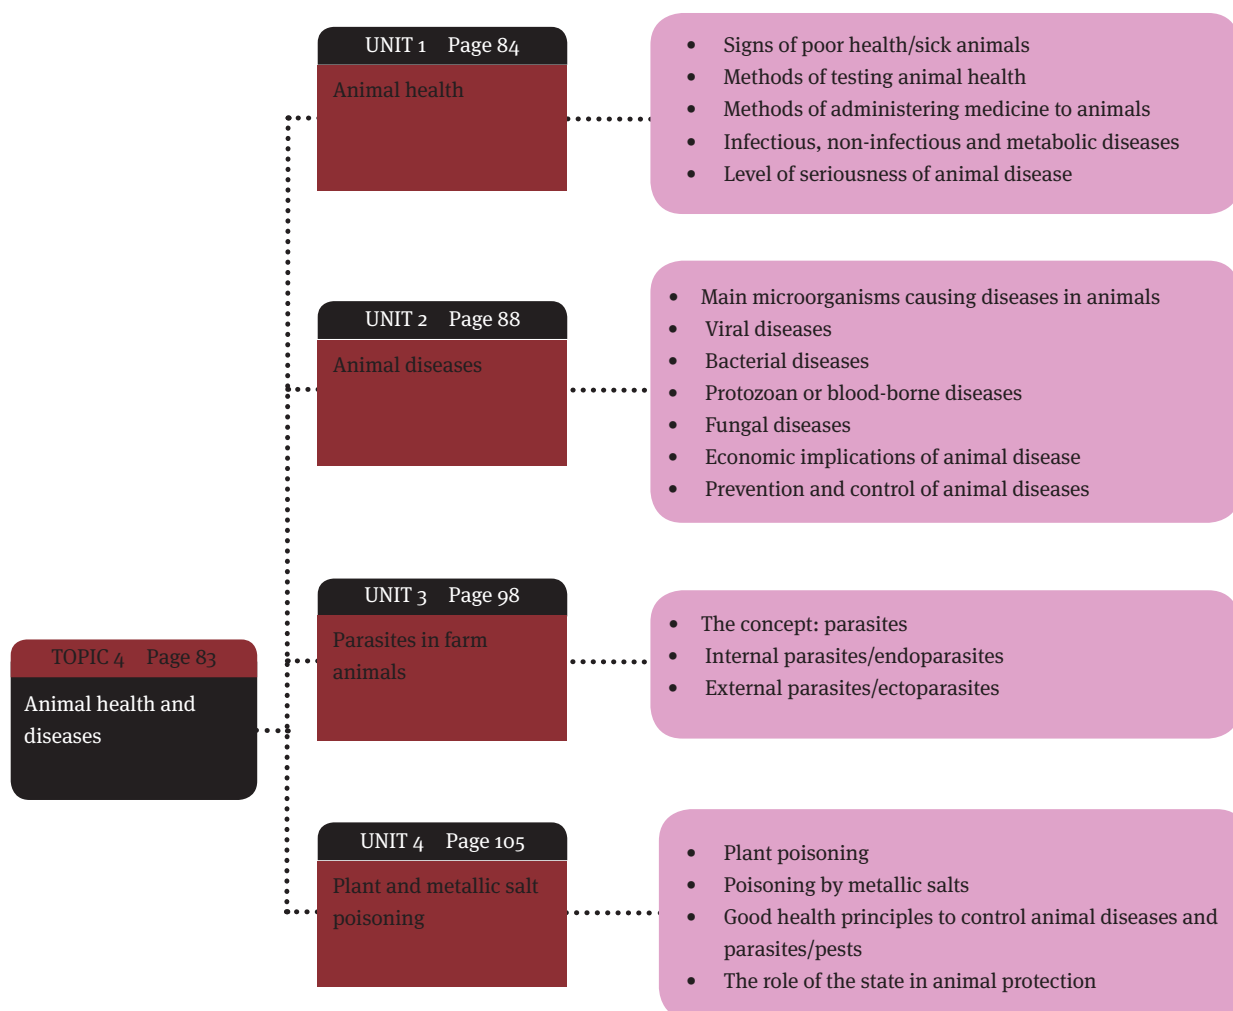 UNIT 1 Page 84
Animal health
• Signs of poor health/sick animals
• Methods of testing animal health
• Methods of administering medicine to animals
• Infectious, non-infectious and metabolic diseases
• Level of seriousness of animal disease
UNIT 2 Page 88
Animal diseases
• Main microorganisms causing diseases in animals
• Viral diseases
• Bacterial diseases
• Protozoan or blood-borne diseases
• Fungal diseases
• Economic implications of animal disease
• Prevention and control of animal diseases
TOPIC 4 Page 83
Animal health and
diseases
UNIT 3 Page 98
Parasites in farm
animals
• The concept: parasites
• Internal parasites/endoparasites
• External parasites/ectoparasites
UNIT 4 Page 105
Plant and metallic salt
poisoning
• Plant poisoning
• Poisoning by metallic salts
• Good health principles to control animal diseases and
parasites/pests
• The role of the state in animal protection